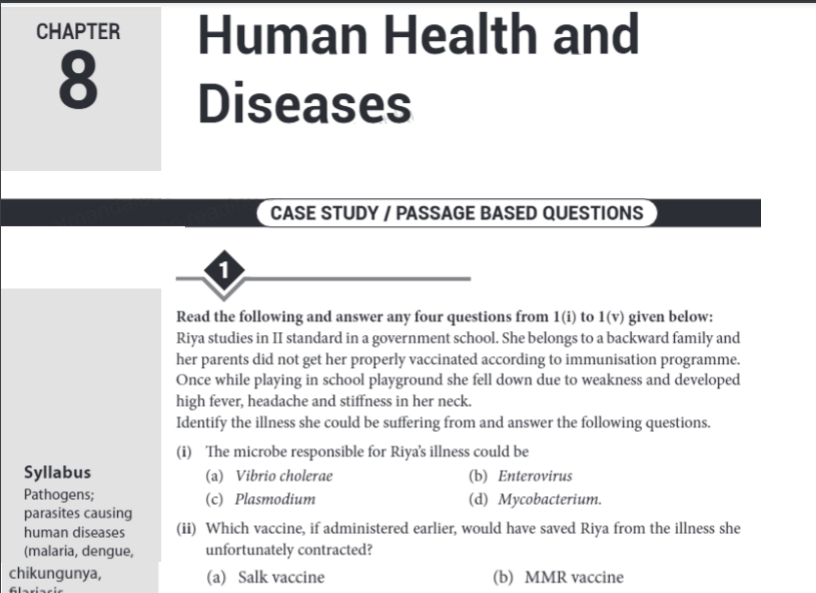 CHAPTER
8
Human Health and
Diseases
CASE STUDY / PASSAGE BASED QUESTIONS
1
Read the following and answer any four questions from 1(i) to 1(v) given below:
Riya studies in II standard in a government school. She belongs to a backward family and
her parents did not get her properly vaccinated according to immunisation programme.
Once while playing in school playground she fell down due to weakness and developed
high fever, headache and stiffness in her neck.
Identify the illness she could be suffering from and answer the following questions.
(i) The microbe responsible for Riya's illness could be
(a) Vibrio cholerae (b) Enterovirus
(c) Plasmodium (d) Mycobacterium.
(ii) Which vaccine, if administered earlier, would have saved Riya from the illness she
unfortunately contracted?
(a) Salk vaccine (b) MMR vaccine
Syllabus
Pathogens;
parasites causing
human diseases
(malaria, dengue,
chikungunya,